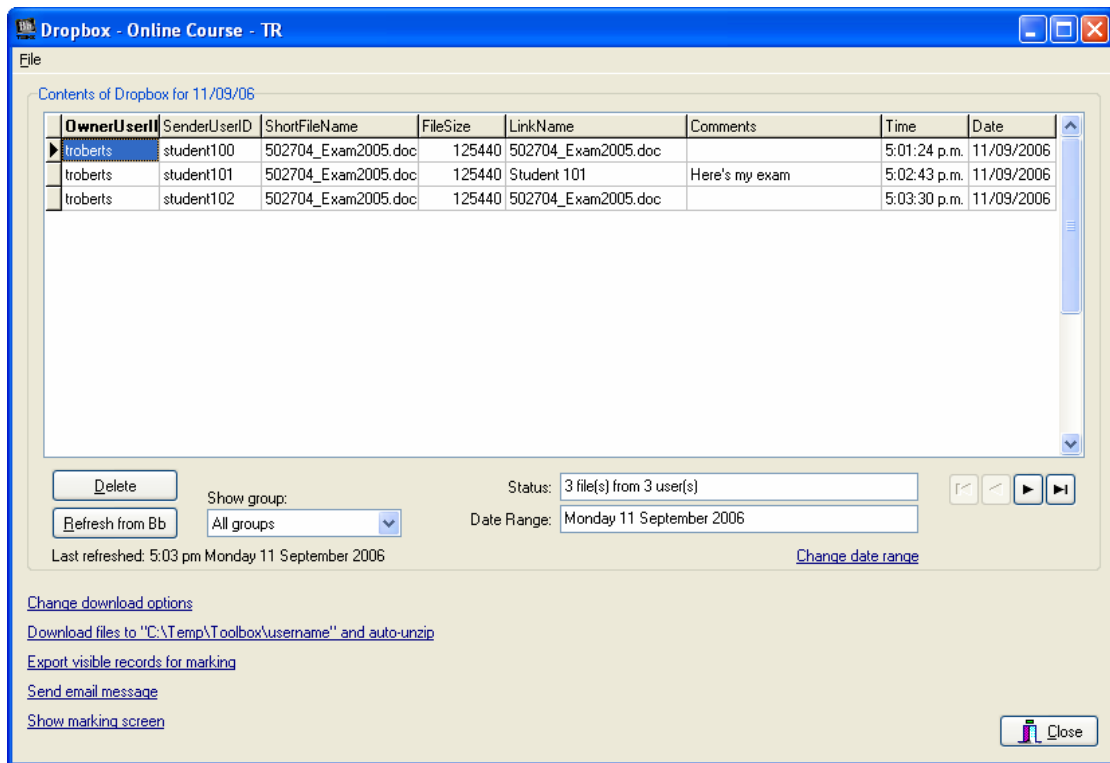 Dropbox - Online Course - TR
File
Contents of Dropbox for 11/09/06
OwnerUserI SenderUserID ShortFileName FileSize LinkName Comments Time Date
troberts student100 502704_Exam2005.doc 125440 502704_Exam2005.doc 5:01:24 p.m. 11/09/2006
troberts student101 502704_Exam2005.doc 125440 Student 101 Here's my exam 5:02:43 p.m. 11/09/2006
troberts student102 502704_Exam2005.doc 125440 502704_Exam2005.doc 5:03:30 p.m. 11/09/2006
Delete
Show group:
Status: 3 file(s) from 3 user(s)
Refresh from Bb
All groups
Date Range: Monday 11 September 2006
Last refreshed: 5:03 pm Monday 11 September 2006
Change date range
Change download options
Download files to "C:\Temp\Toolbox\username" and auto-unzip
Export visible records for marking
Send email message
Show marking screen
Close